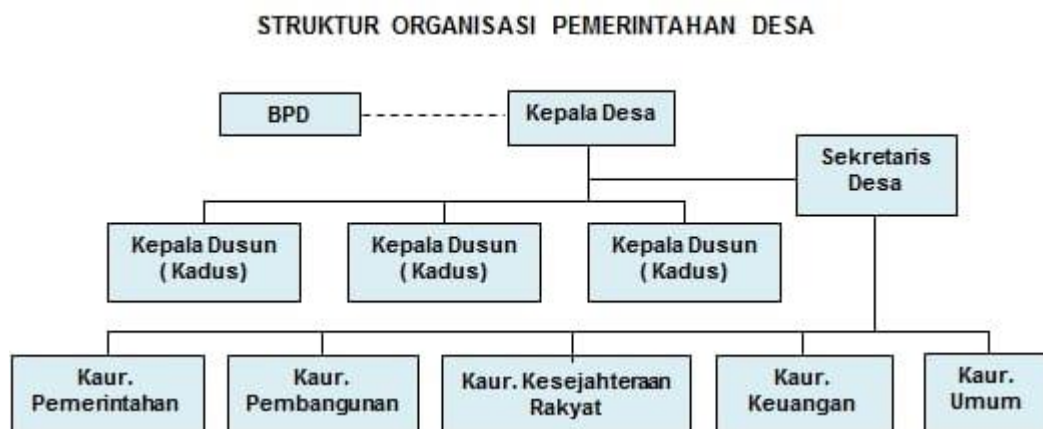 STRUKTUR ORGANISASI PEMERINTAHAN DESA
BPD
Kepala Desa
Sekretaris
Desa
Kepala Dusun
( Kadus)
Kepala Dusun
( Kadus)
Kepala Dusun
( Kadus)
Kaur.
Pemerintahan
Kaur.
Pembangunan
Kaur. Kesejahteraan
Rakyat
Kaur.
Keuangan
Kaur.
Umum